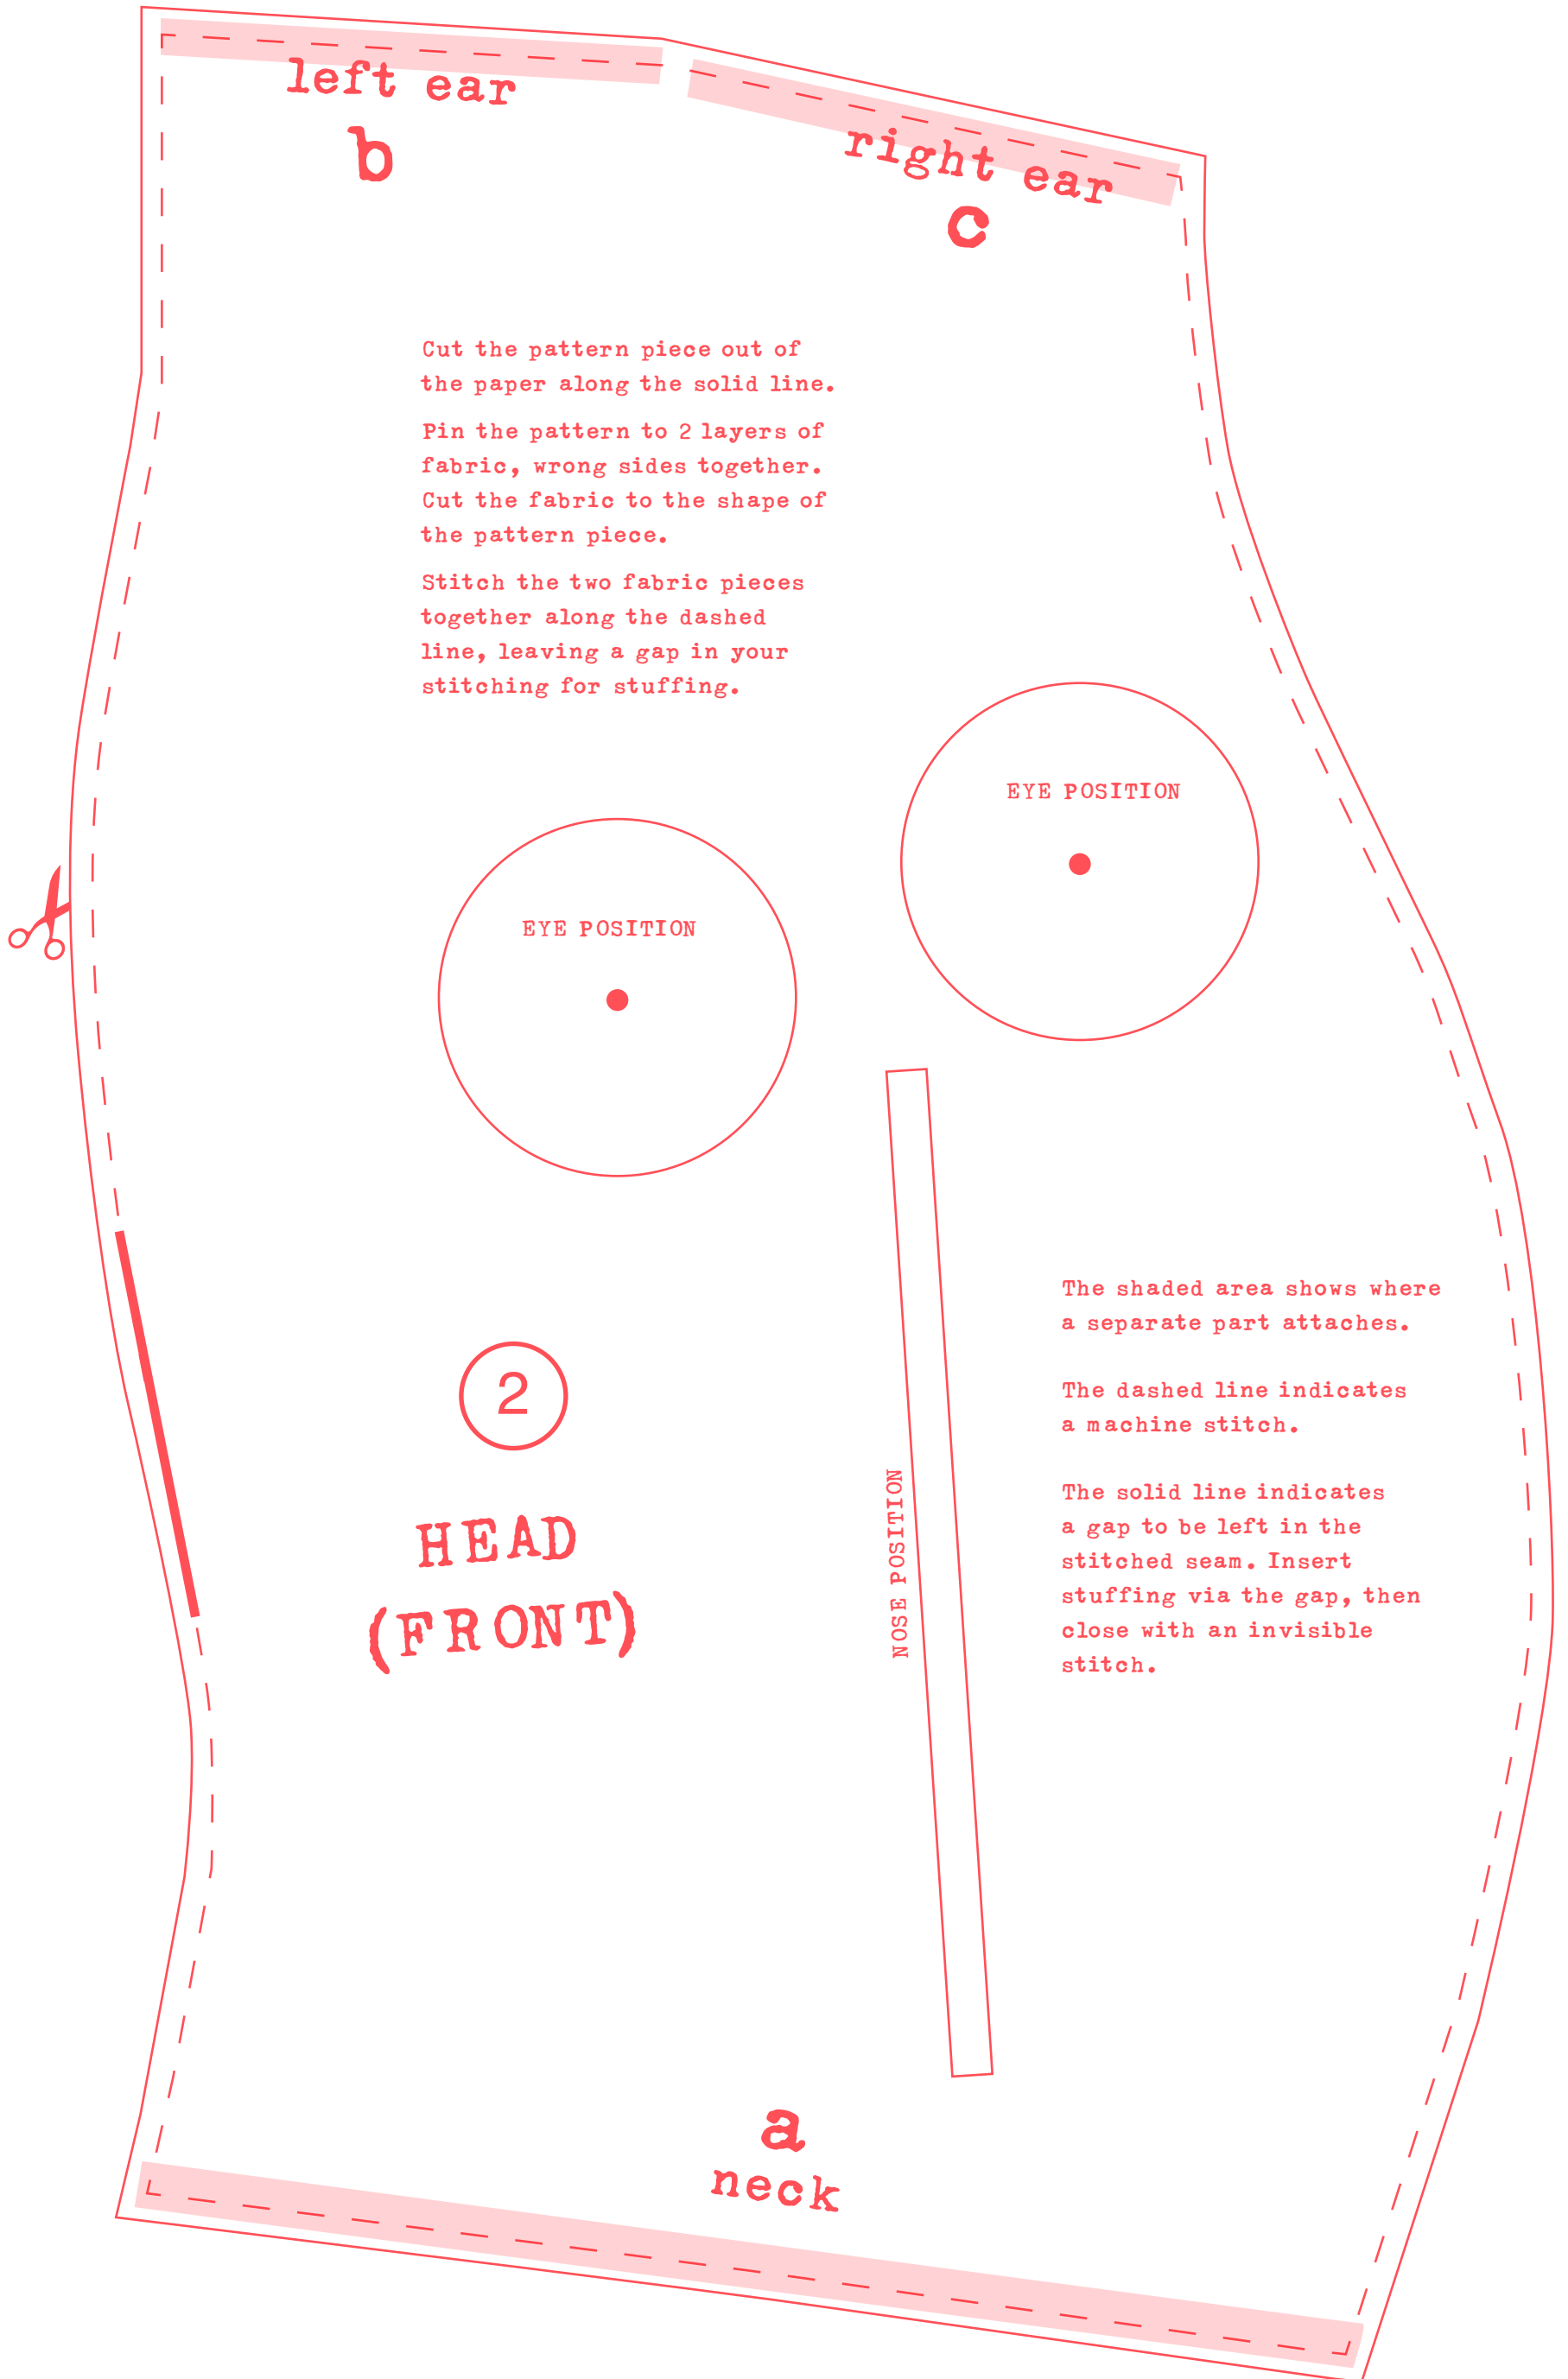 left ear
b
right ear
c
Cut the pattern piece out of
the paper along the solid line.
Pin the pattern to 2 layers of
fabric, wrong sides together.
Cut the fabric to the shape of
the pattern piece.
Stitch the two fabric pieces
together along the dashed
line, leaving a gap in your
stitching for stuffing.
EYE POSITION
EYE POSITION
The shaded area shows where
a separate part attaches.
The dashed line indicates
a machine stitch.
The solid line indicates
a gap to be left in the
stitched seam. Insert
stuffing via the gap, then
close with an invisible
stitch.
2
HEAD
(FRONT)
NOSE POSITION
a
neck